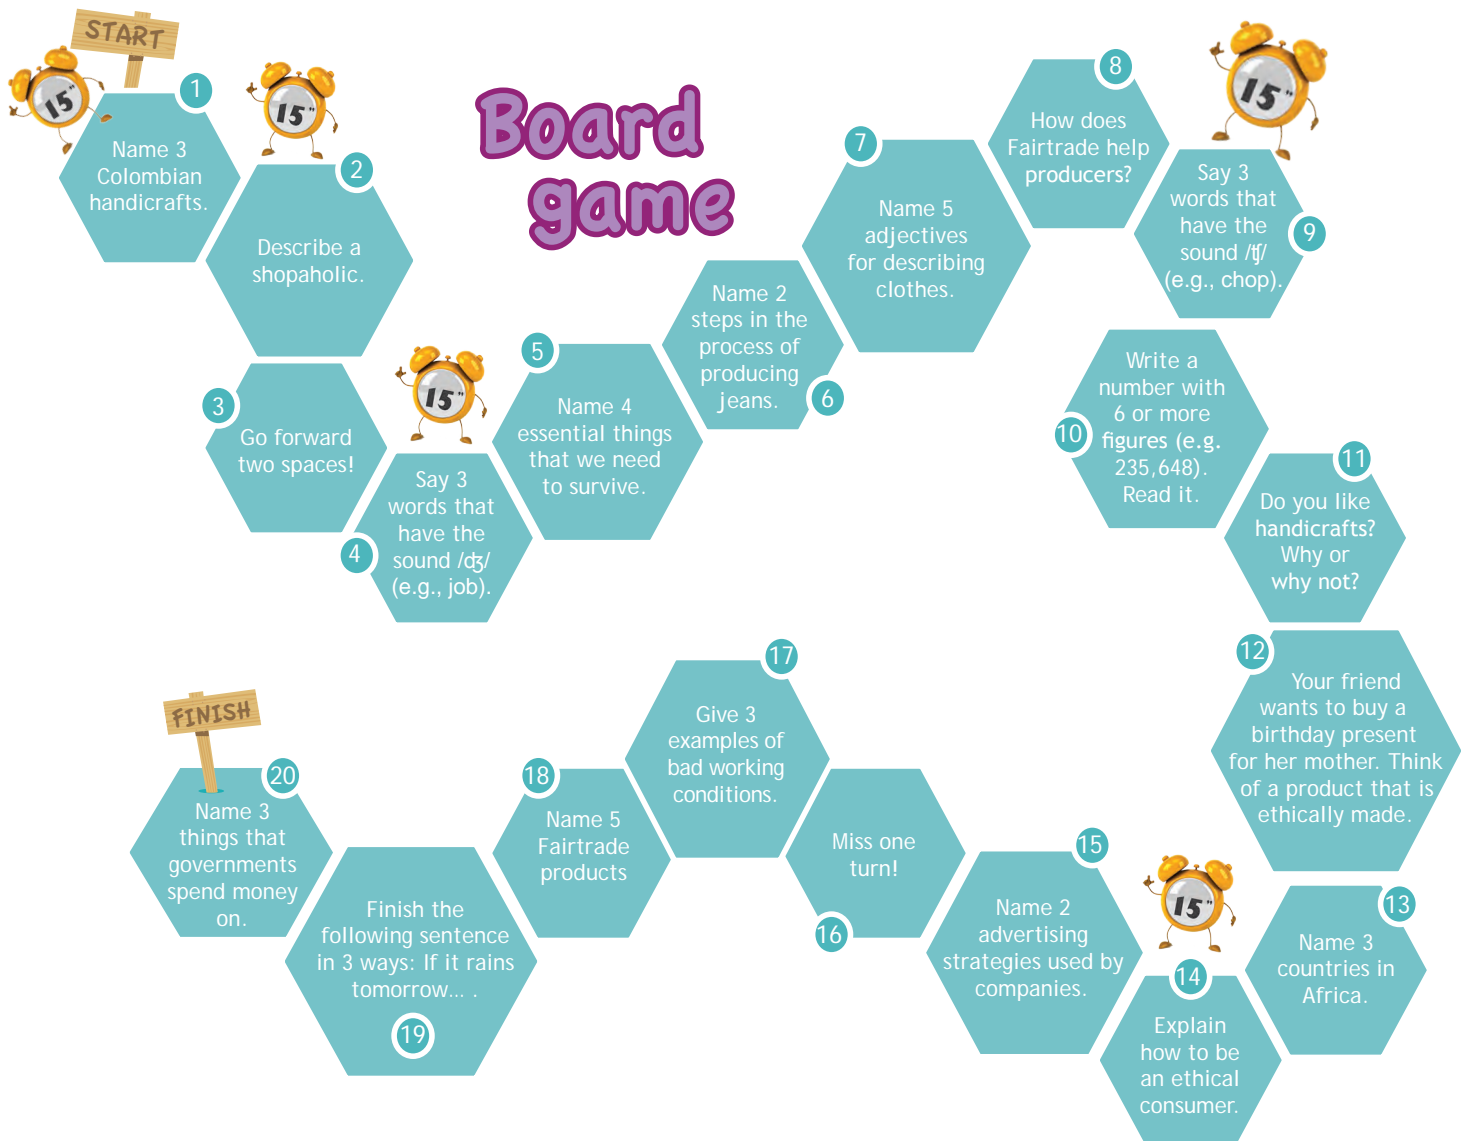 START
15"
1
Name 3
Colombian
handicrafts.
15"
2
Describe a
shopaholic.
3
Go forward
two spaces!
15"
4
Say 3
words that
have the
sound /ʤ/
(e.g., job).
5
Name 4
essential things
that we need
to survive.
Board
game
6
Name 2
steps in the
process of
producing
jeans.
7
Name 5
adjectives
for describing
clothes.
8
How does
Fairtrade help
producers?
15"
9
Say 3
words that
have the
sound /ʧ/
(e.g., chop).
10
Write a
number with
6 or more
figures (e.g.
235,648).
Read it.
11
Do you like
handicrafts?
Why or
why not?
12
Your friend
wants to buy a
birthday present
for her mother. Think
of a product that is
ethically made.
13
Name 3
countries in
Africa.
15"
14
Explain
how to be
an ethical
consumer.
15
Name 2
advertising
strategies used by
companies.
16
Miss one
turn!
17
Give 3
examples of
bad working
conditions.
18
Name 5
Fairtrade
products
19
Finish the
following sentence
in 3 ways: If it rains
tomorrow... .
FINISH
20
Name 3
things that
governments
spend money
on.